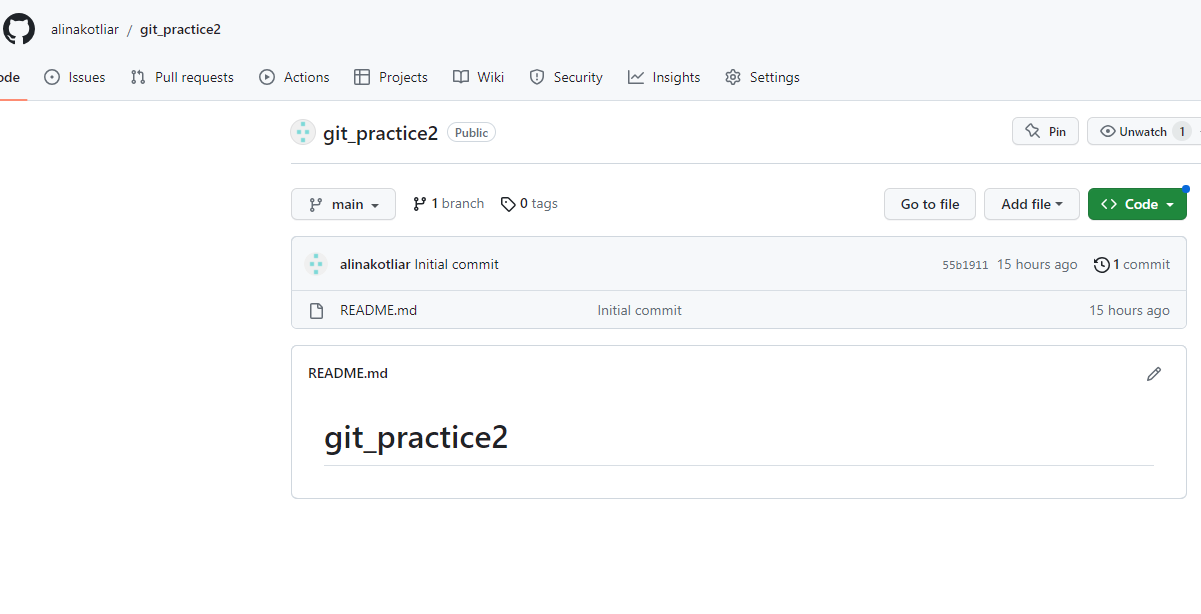 alinakotliar / git_practice2
ode Issues Pull requests Actions Projects Wiki Security Insights Settings
git_practice2 Public Pin Unwatch 1
main 1 branch 0 tags Go to file Add file Code
alinakotliar Initial commit 55b1911 15 hours ago 1 commit
README.md Initial commit 15 hours ago
README.md
git_practice2